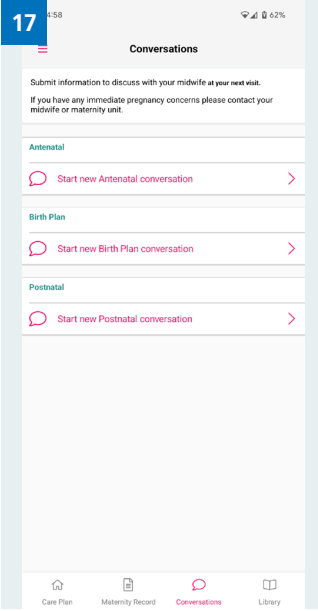 17
4:58
62%
Conversations
Submit information to discuss with your midwife at your next visit.
If you have any immediate pregnancy concerns please contact your
midwife or maternity unit.
Antenatal
Start new Antenatal conversation
Birth Plan
Start new Birth Plan conversation
Postnatal
Start new Postnatal conversation
Care Plan
Maternity Record
Conversations
Library